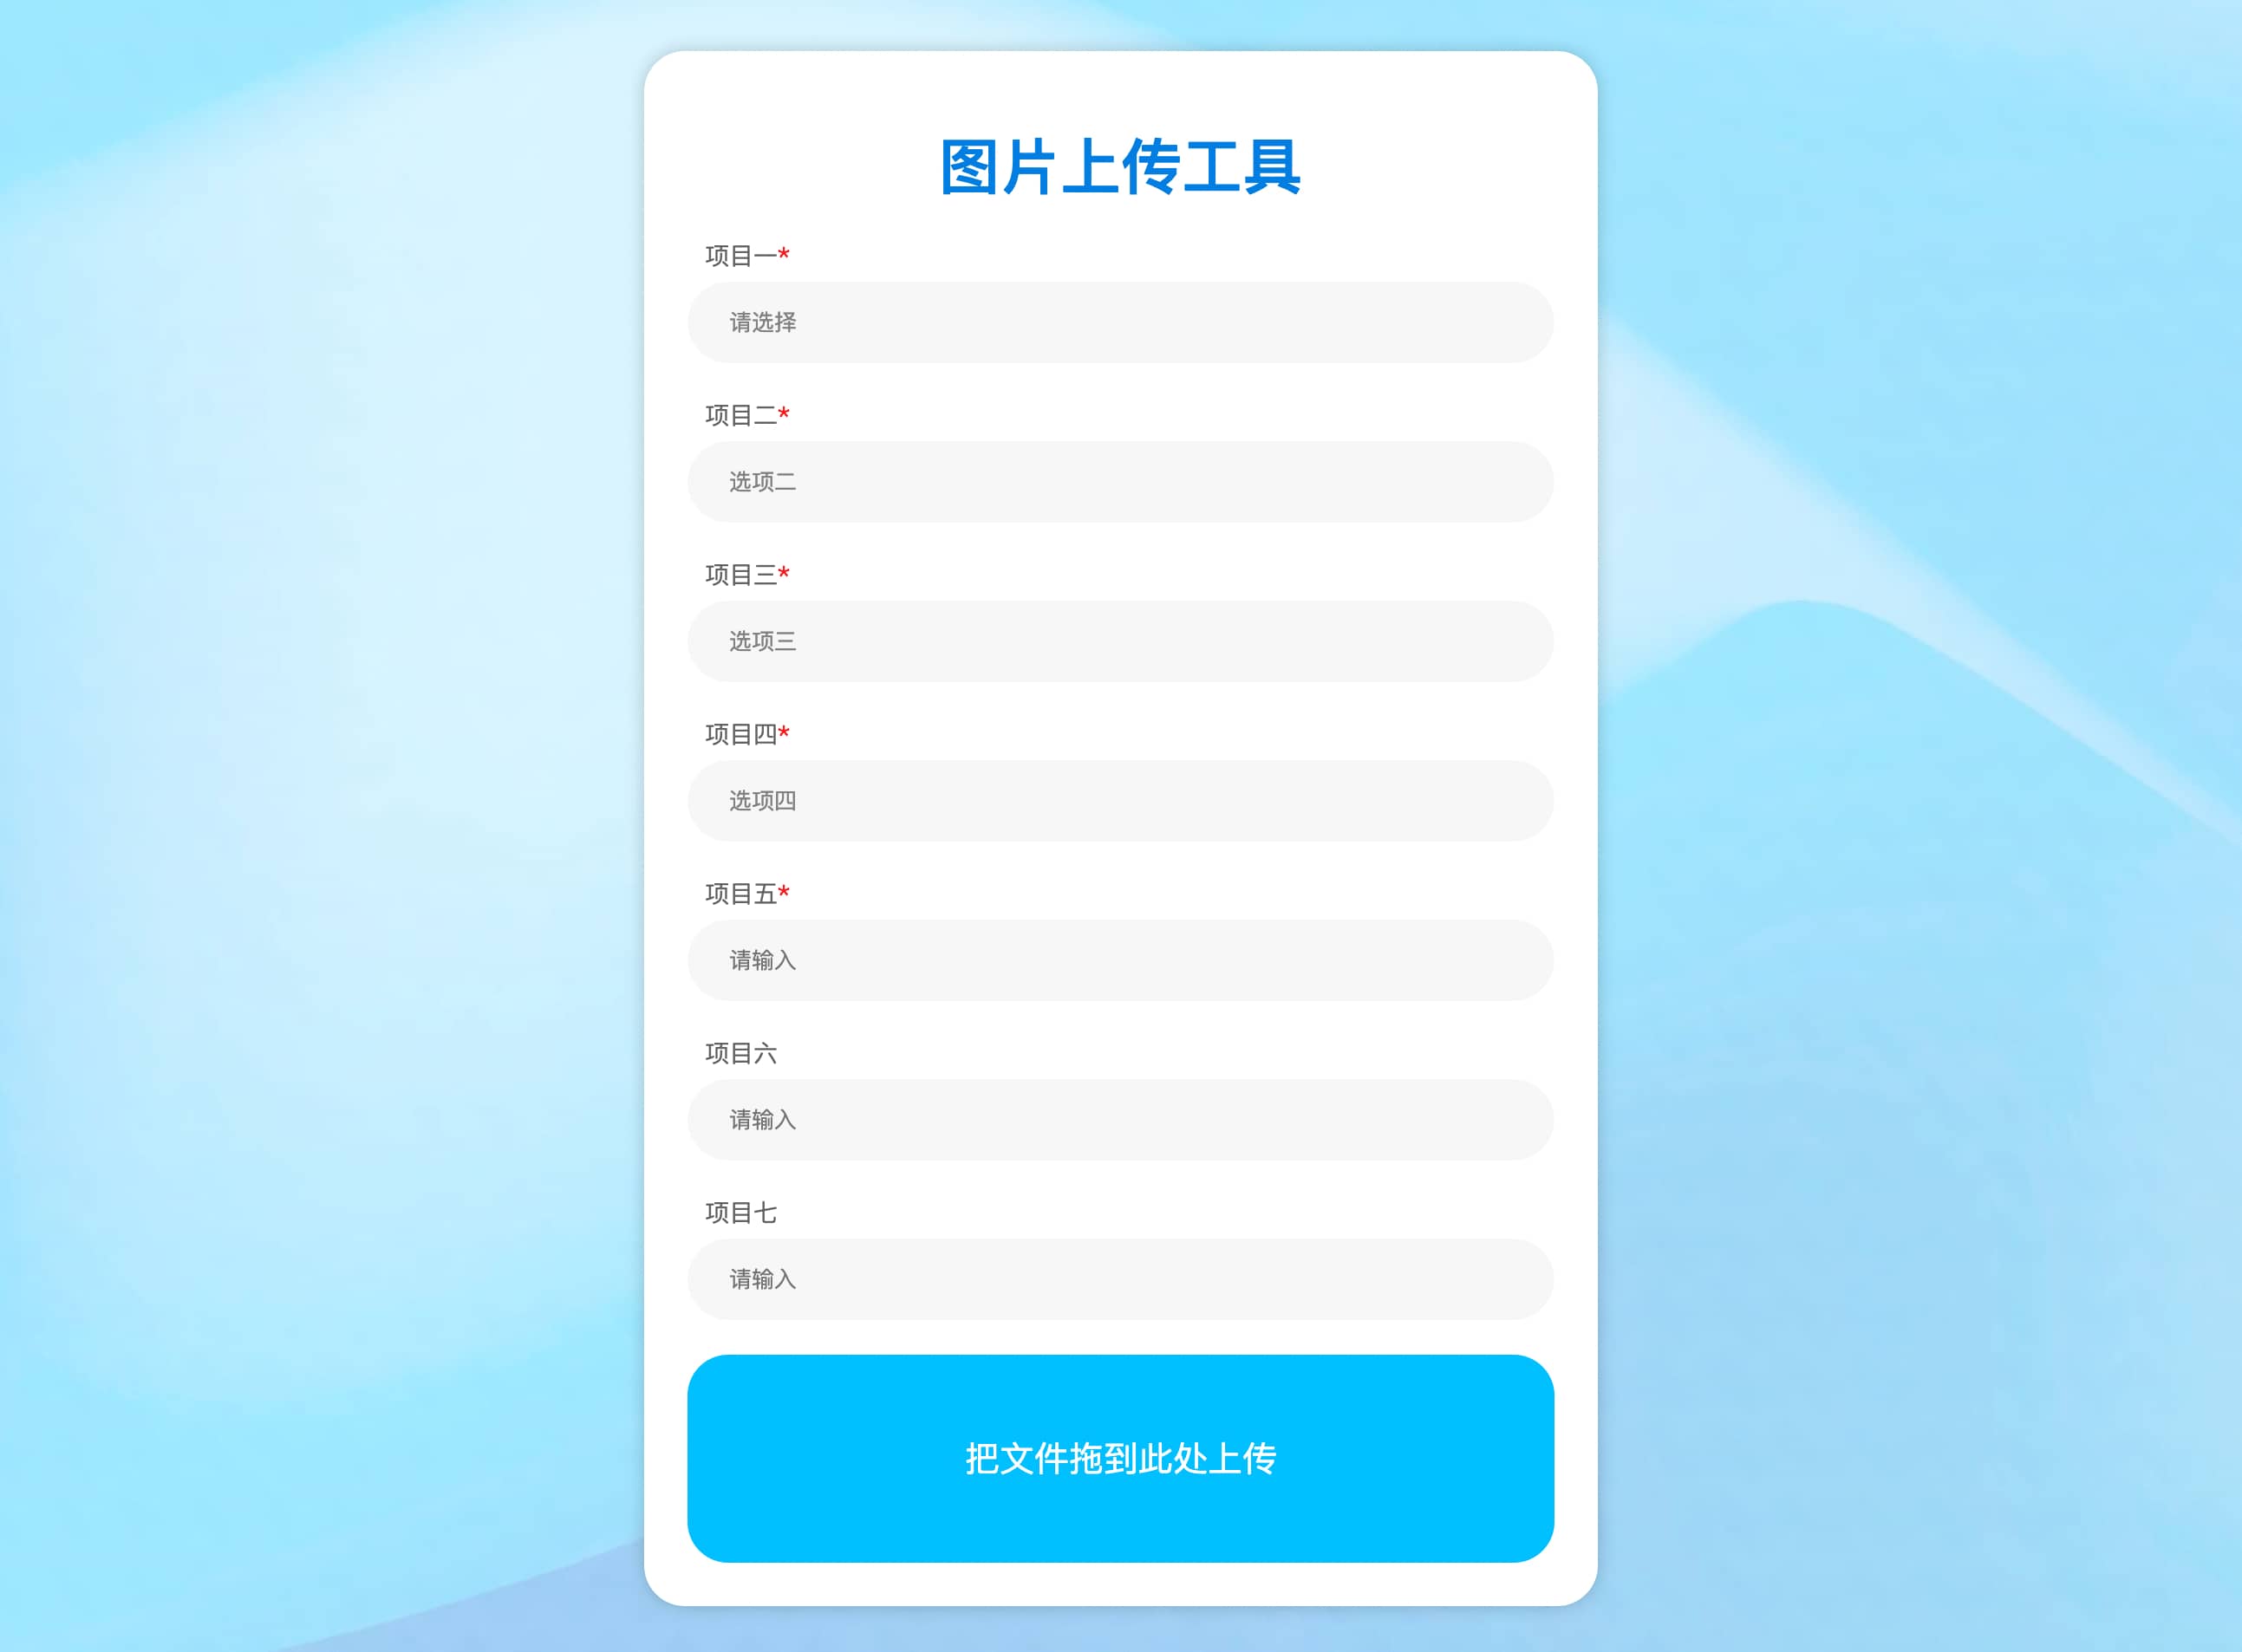 图片上传工具
项目一*
请选择
项目二*
选项二
项目三*
选项三
项目四*
选项四
项目五*
请输入
项目六
请输入
项目七
请输入
把文件拖到此处上传